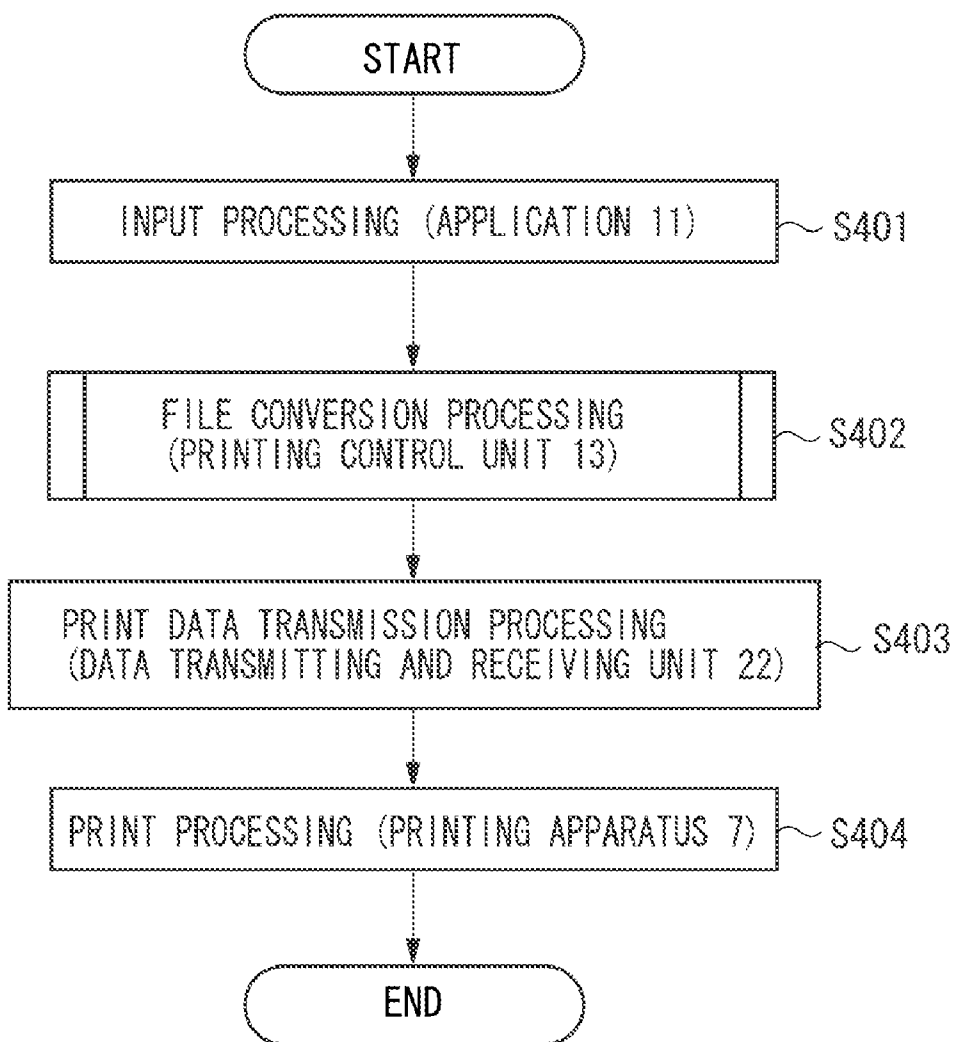 START
INPUT PROCESSING (APPLICATION 11)
S401
FILE CONVERSION PROCESSING
(PRINTING CONTROL UNIT 13)
S402
PRINT DATA TRANSMISSION PROCESSING
(DATA TRANSMITTING AND RECEIVING UNIT 22)
S403
PRINT PROCESSING (PRINTING APPARATUS 7)
S404
END